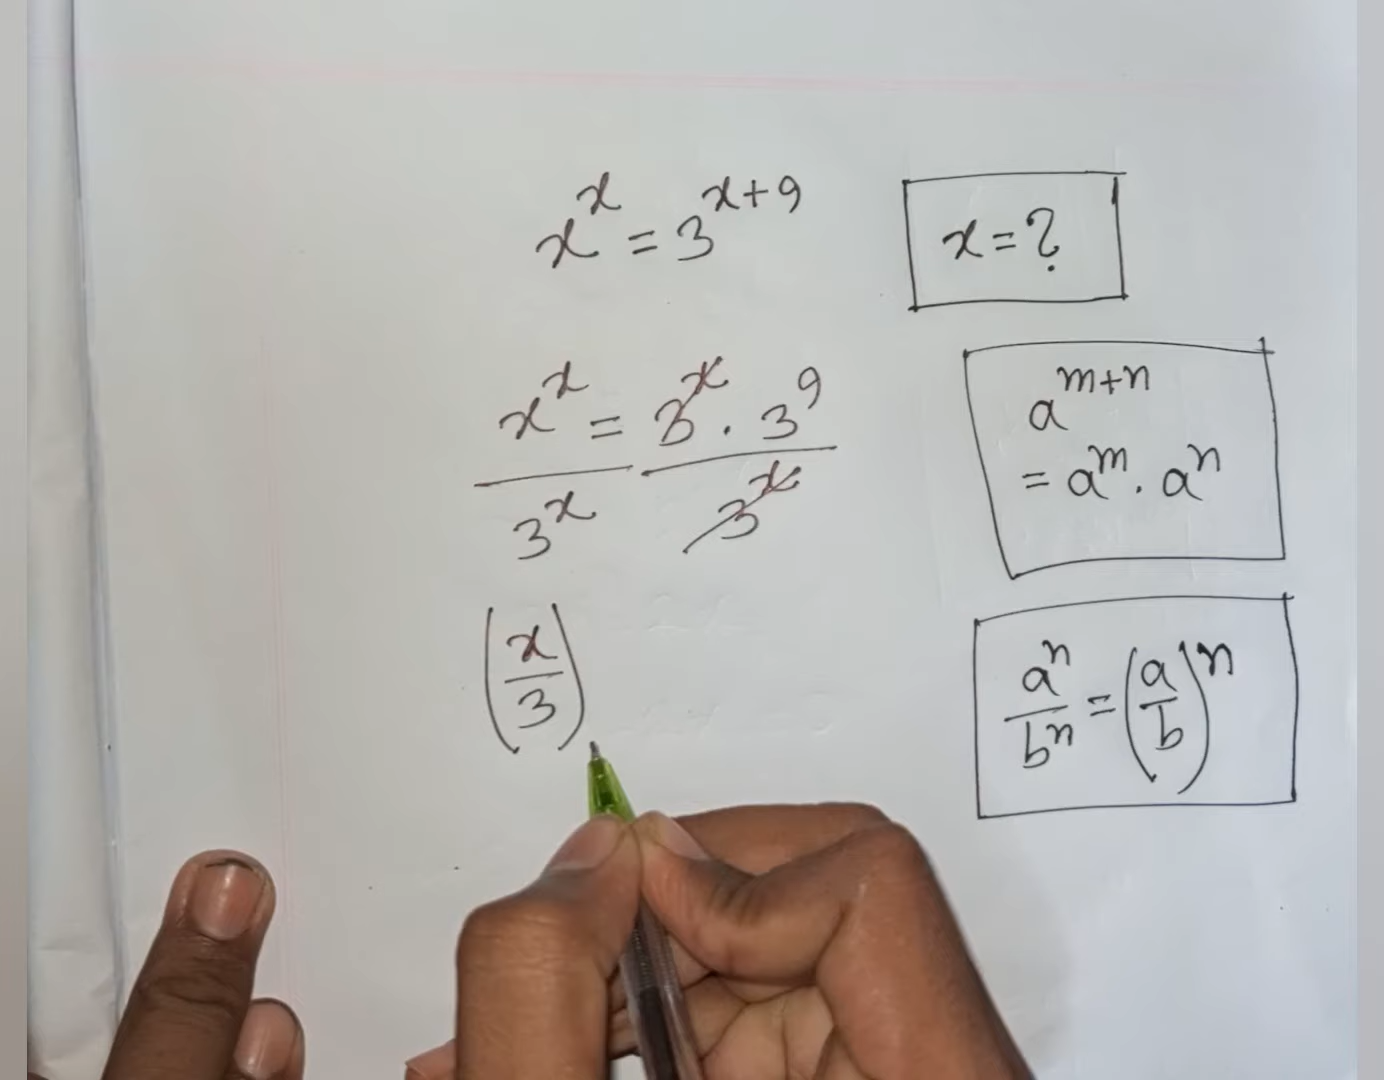 x^x = 3^{x+9}
x = ?
x^x / 3^x = 3^x . 3^9 / 3^x
a^{m+n}
= a^m . a^n
(x/3)
a^n / b^n = (a/b)^n